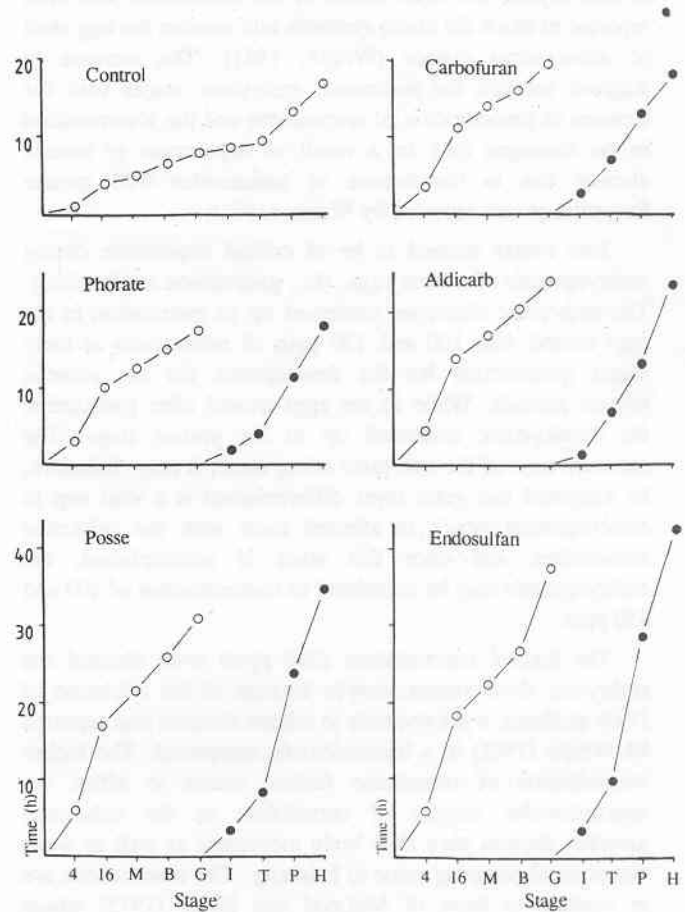 20
10
Control
Carbofuran
20
10
Phorate
Aldicarb
40
20
10
Time (h)
Posse
Endosulfan
Time (h)
4 16 M B G I T P H
Stage
4 16 M B G I T P H
Stage